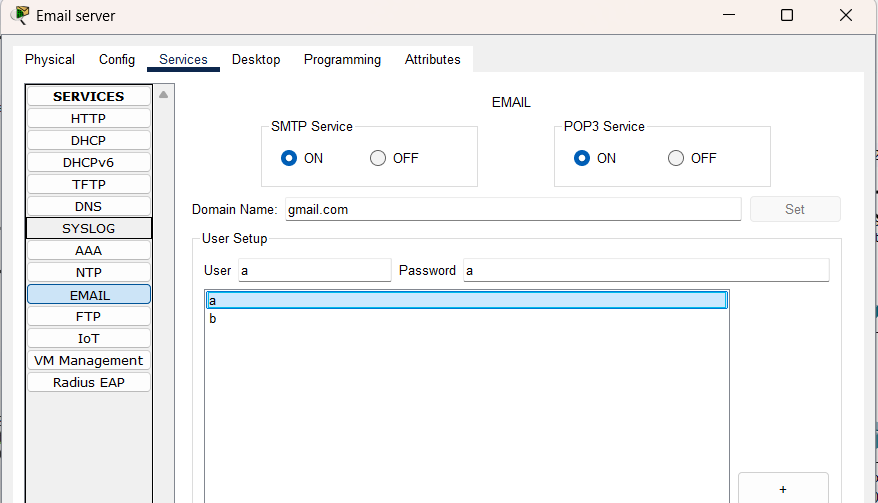 Email server
Physical Config Services Desktop Programming Attributes
SERVICES
HTTP
DHCP
DHCPv6
TFTP
DNS
SYSLOG
AAA
NTP
EMAIL
FTP
IoT
VM Management
Radius EAP
EMAIL
SMTP Service
ON OFF
POP3 Service
ON OFF
Domain Name: gmail.com Set
User Setup
User a Password a
a
b
+